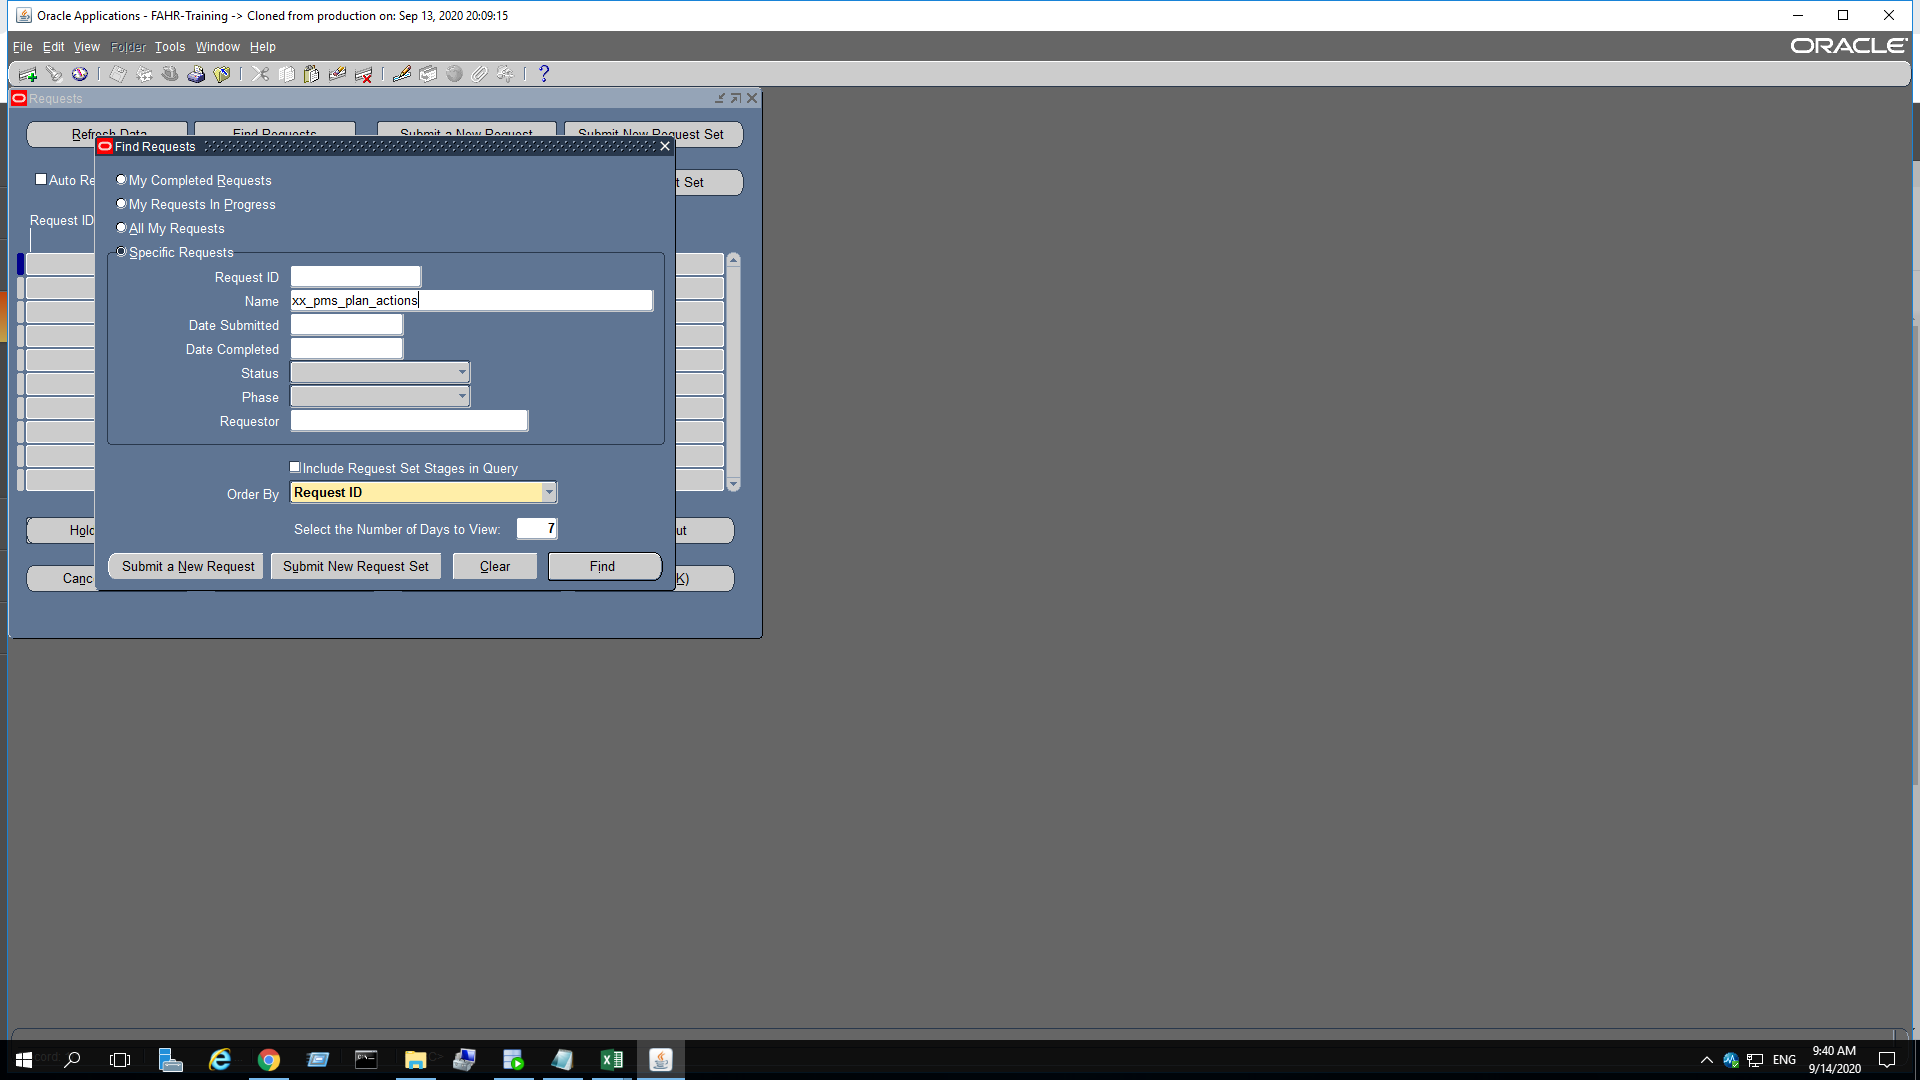 Oracle Applications - FAHR-Training -> Cloned from production on: Sep 13, 2020 20:09:15
File Edit View Folder Tools Window Help
ORACLE
Requests
Refresh Data Find Requests Submit a New Request Submit New Request Set
Find Requests
Auto Re
t Set
My Completed Requests
My Requests In Progress
Request ID
All My Requests
Specific Requests
Request ID
Name xx_pms_plan_actions
Date Submitted
Date Completed
Status
Phase
Requestor
Include Request Set Stages in Query
Order By Request ID
Select the Number of Days to View: 7
Hold
ut
Submit a New Request Submit New Request Set Clear Find
Canc
K)
cord:
ENG
9:40 AM
9/14/2020